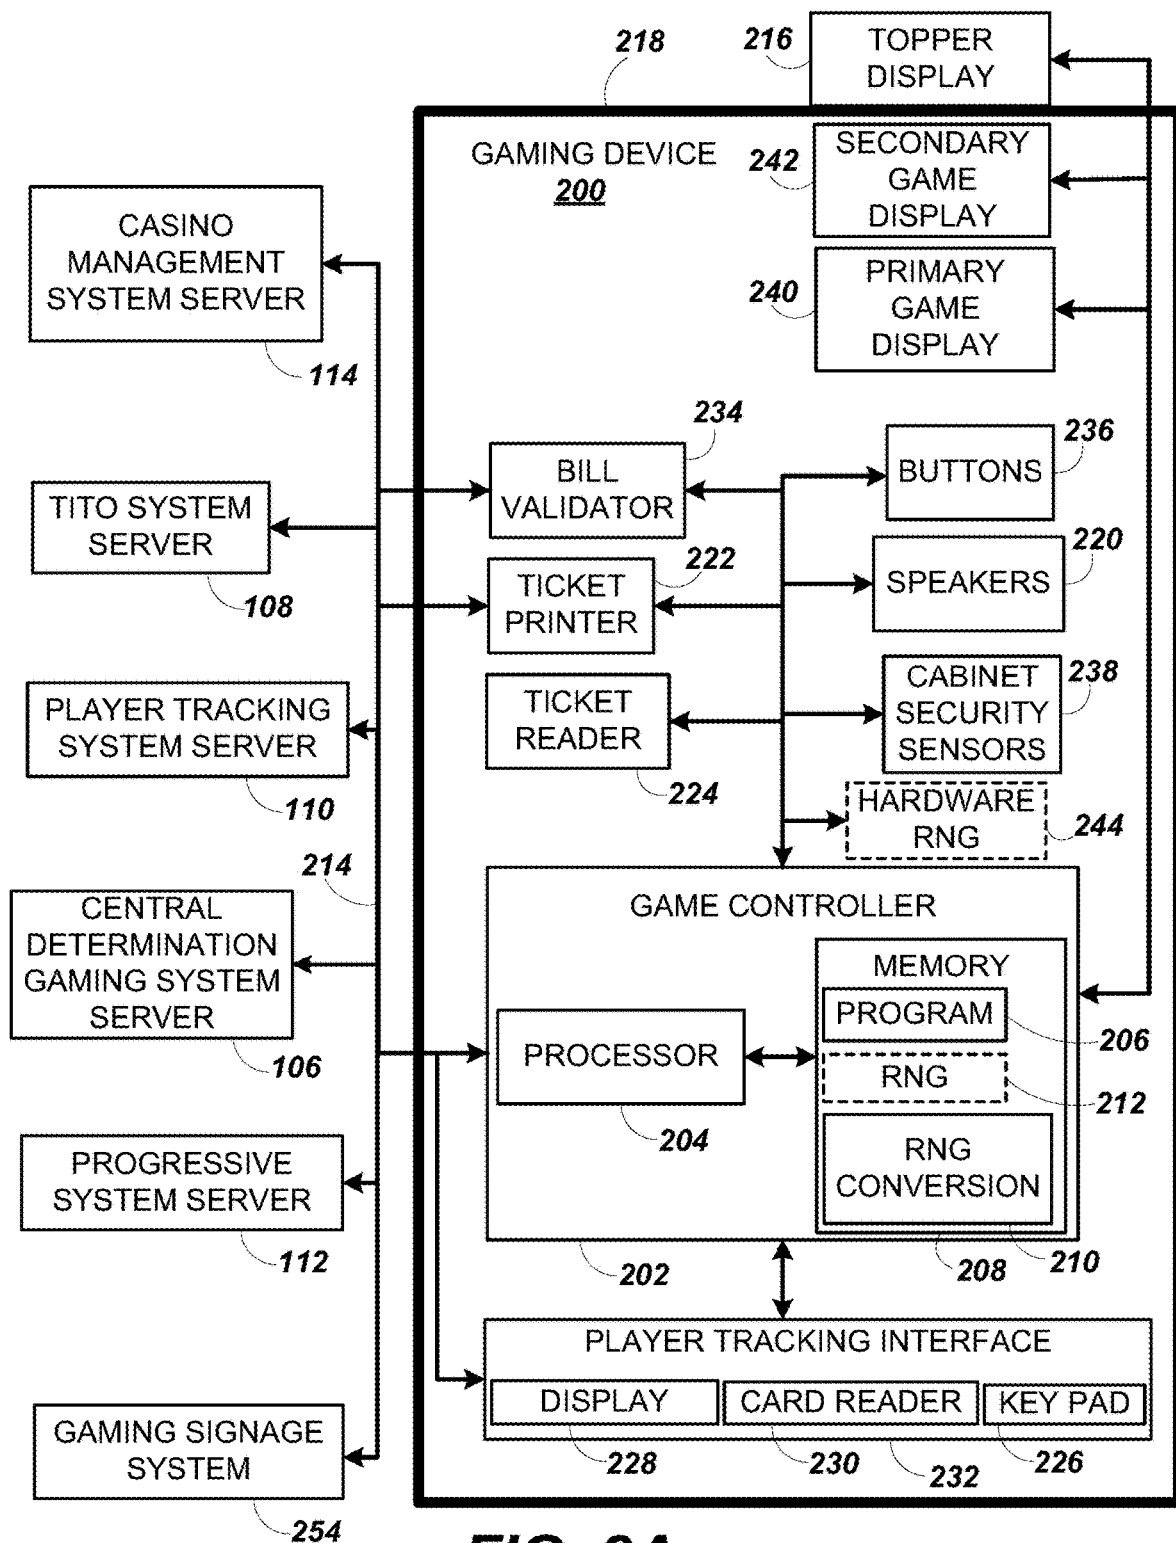 218
216
TOPPER
DISPLAY
GAMING DEVICE
200
242
SECONDARY
GAME
DISPLAY
240
PRIMARY
GAME
DISPLAY
CASINO
MANAGEMENT
SYSTEM SERVER
114
234
BILL
VALIDATOR
BUTTONS
236
TITO SYSTEM
SERVER
108
222
TICKET
PRINTER
SPEAKERS
220
PLAYER TRACKING
SYSTEM SERVER
110
TICKET
READER
224
CABINET
SECURITY
SENSORS
238
HARDWARE
RNG
244
214
CENTRAL
DETERMINATION
GAMING SYSTEM
SERVER
106
GAME CONTROLLER
MEMORY
PROGRAM
206
PROCESSOR
204
RNG
212
RNG
CONVERSION
202
208
210
PROGRESSIVE
SYSTEM SERVER
112
PLAYER TRACKING INTERFACE
DISPLAY
CARD READER
KEY PAD
228
230
232
226
GAMING SIGNAGE
SYSTEM
254